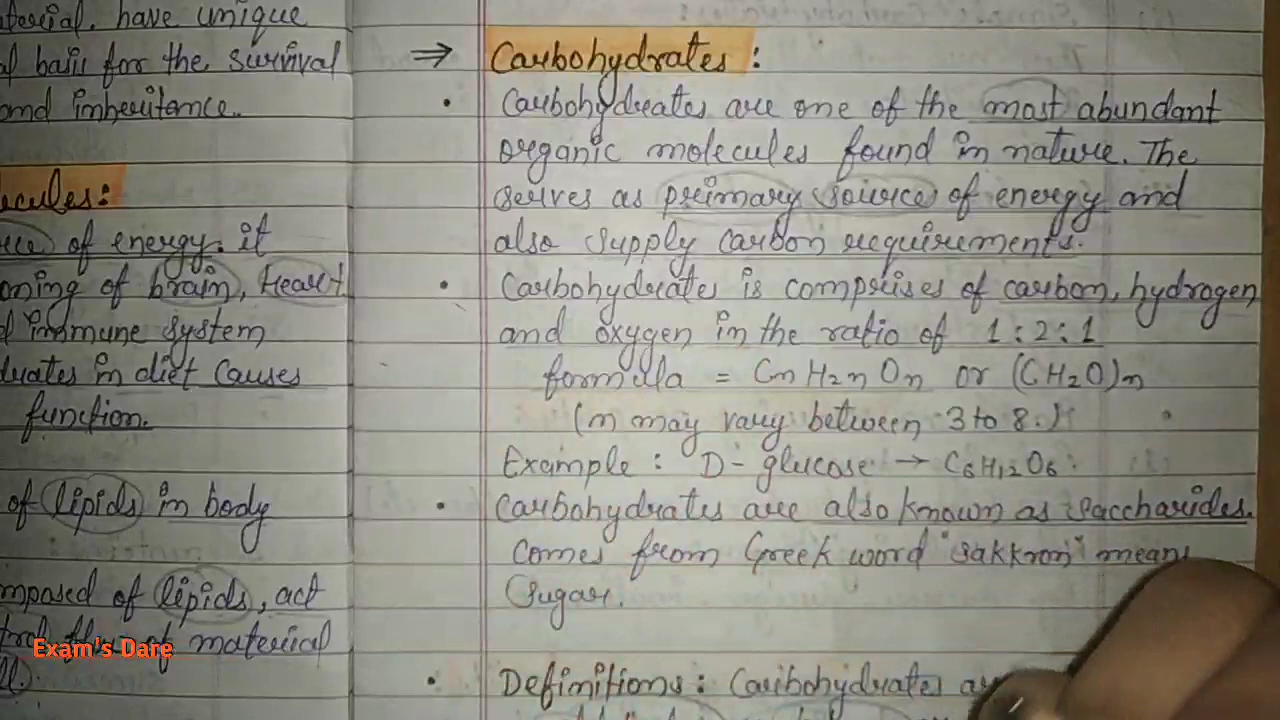 terial. have unique
d basic for the survival
and inheritance.
cules:
of energy. it
oning of brain, Heart
immune system
in diet causes
function.
of lipids in body
mposed of lipids, act
of material
⇒ Carbohydrates :
• Carbohydrates are one of the most abundant
organic molecules found in nature. The
serves as primary source of energy and
also supply carbon requirements.
• Carbohydrates is comprises of carbon, hydrogen
and oxygen in the ratio of 1:2:1
formula = CnH2nOn or (CH2O)n
(n may vary between 3 to 8.)
Example : D-glucose → C6H12O6.
• Carbohydrates are also known as saccharides.
comes from Greek word "sakkron" means
Sugar.
• Definitions : Carbohydrates
Exam's Dare